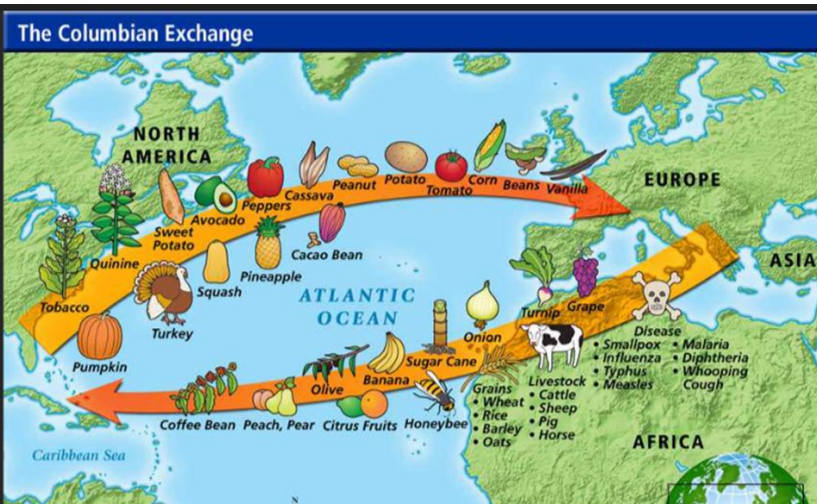 The Columbian Exchange
NORTH
AMERICA
EUROPE
ASIA
AFRICA
ATLANTIC
OCEAN
Caribbean Sea
Tobacco
Quinine
Sweet
Potato
Avocado
Peppers
Cassava
Peanut
Potato
Tomato
Corn
Beans
Vanilla
Pumpkin
Turkey
Squash
Pineapple
Cacao Bean
Coffee Bean
Peach, Pear
Olive
Citrus Fruits
Banana
Honeybee
Sugar Cane
Onion
Turnip
Grape
Grains
• Wheat
• Rice
• Barley
• Oats
Livestock
• Cattle
• Sheep
• Pig
• Horse
Disease
• Smallpox
• Influenza
• Typhus
• Measles
• Malaria
• Diphtheria
• Whooping
Cough
N